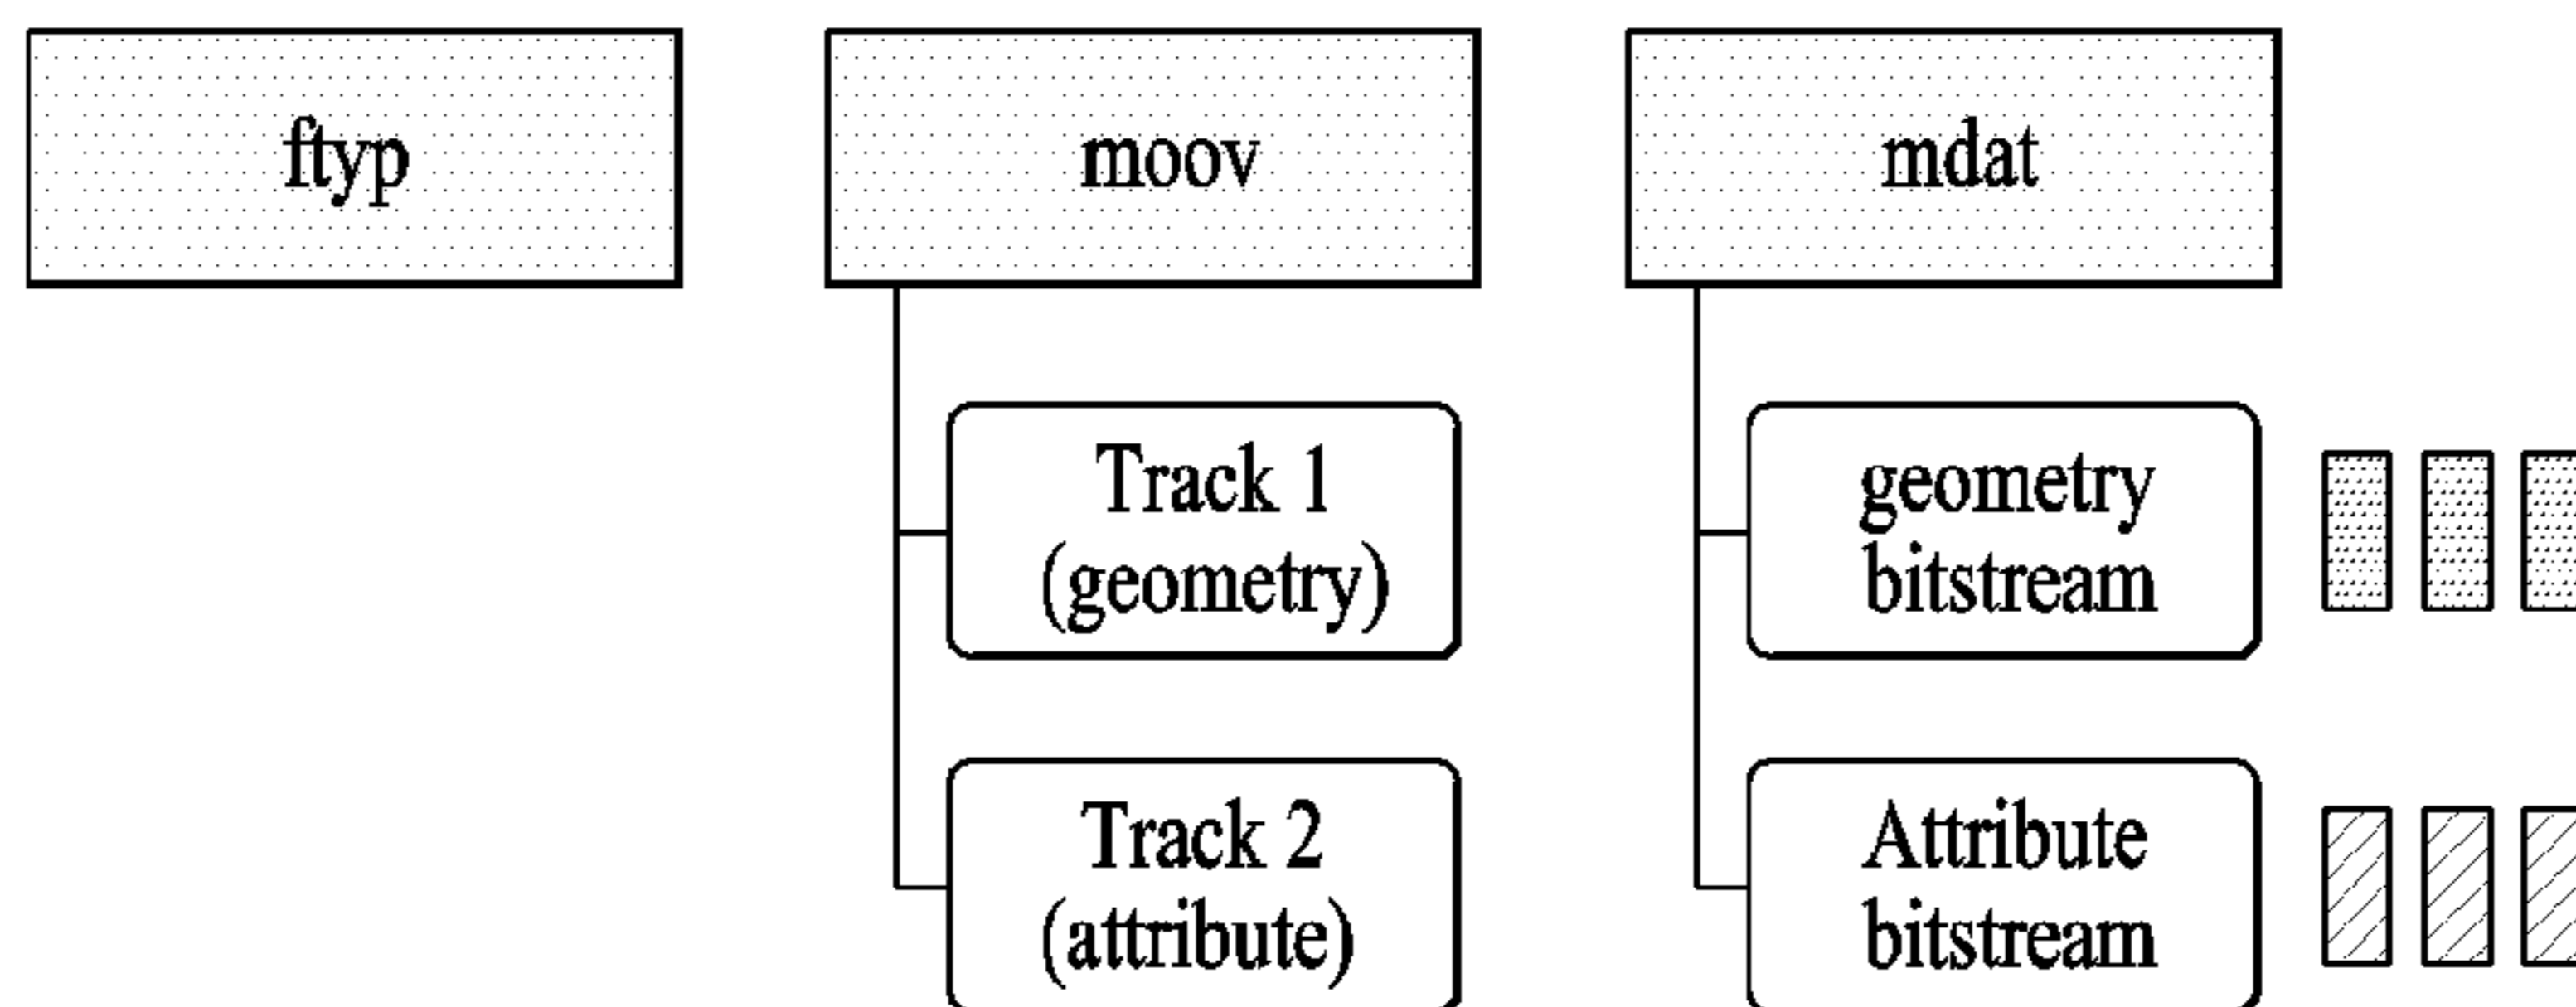 ftyp
moov
mdat
Track 1
(geometry)
geometry
bitstream
Track 2
(attribute)
Attribute
bitstream